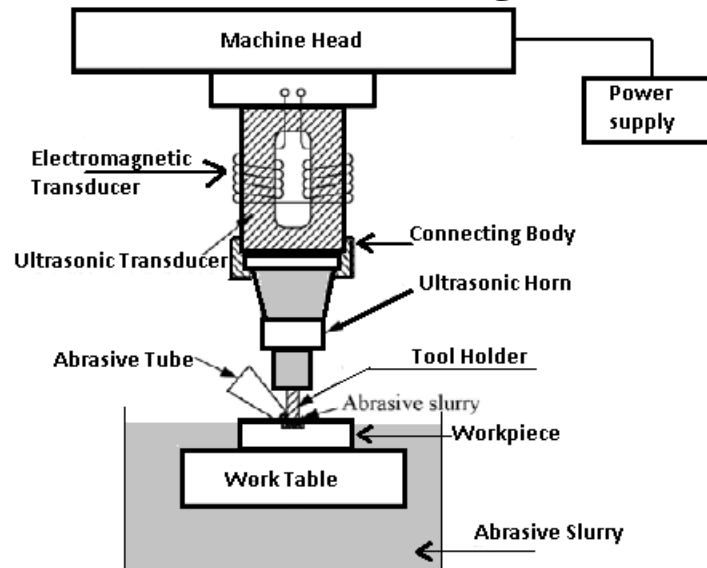 Machine Head
Power
supply
Electromagnetic
Transducer
Connecting Body
Ultrasonic Transducer
Ultrasonic Horn
Abrasive Tube
Tool Holder
Abrasive slurry
Workpiece
Work Table
Abrasive Slurry